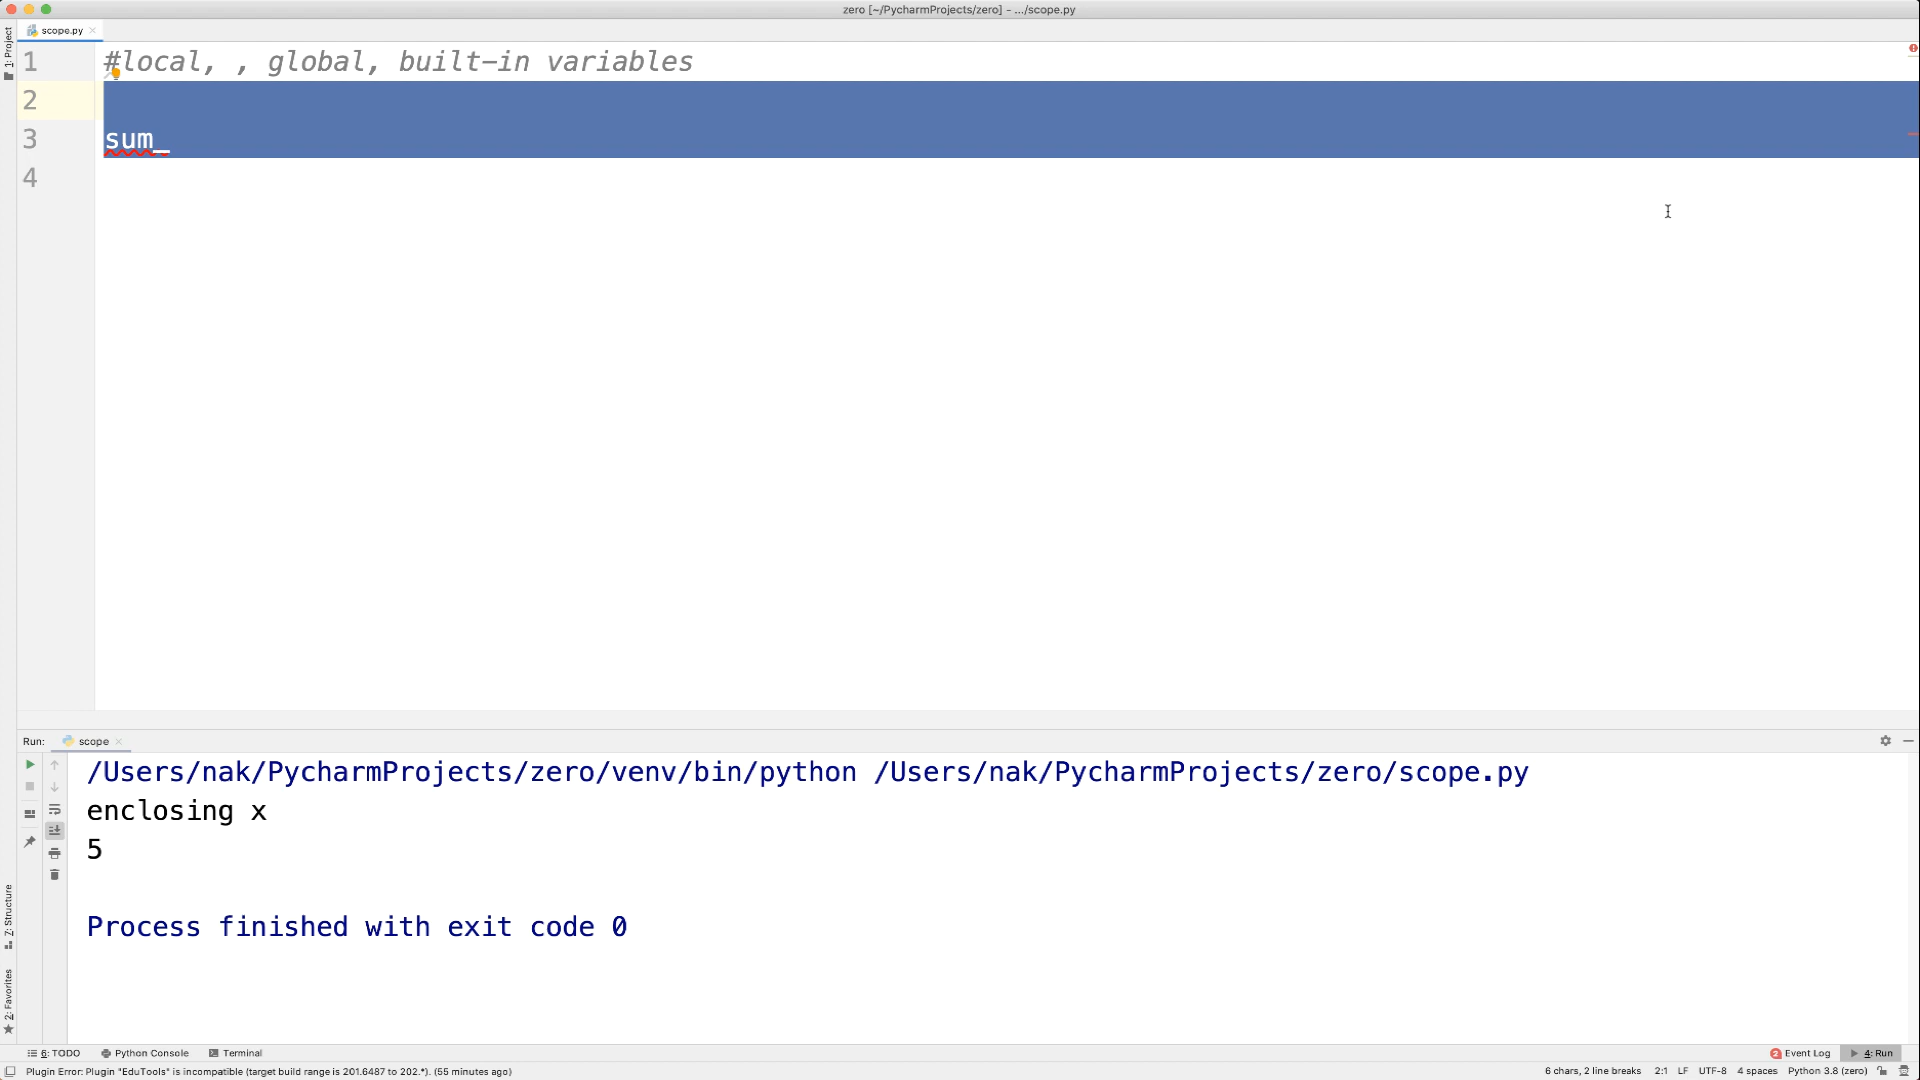 zero [~/PycharmProjects/zero] - .../scope.py
scope.py
1: Project
1 #local, , global, built-in variables
2
3 sum_
4
Run: scope
/Users/nak/PycharmProjects/zero/venv/bin/python /Users/nak/PycharmProjects/zero/scope.py
enclosing x
5
Process finished with exit code 0
Z: Structure
2: Favorites
6: TODO Python Console Terminal 2 Event Log 4: Run
Plugin Error: Plugin "EduTools" is incompatible (target build range is 201.6487 to 202.*). (55 minutes ago) 6 chars, 2 line breaks 2:1 LF UTF-8 4 spaces Python 3.8 (zero)